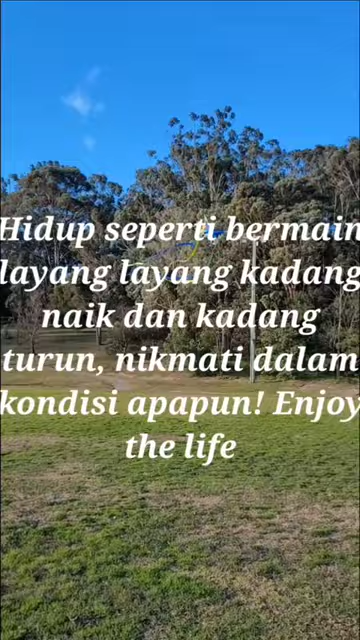 Hidup seperti bermain
layang layang kadang
naik dan kadang
turun, nikmati dalam
kondisi apapun! Enjoy
the life